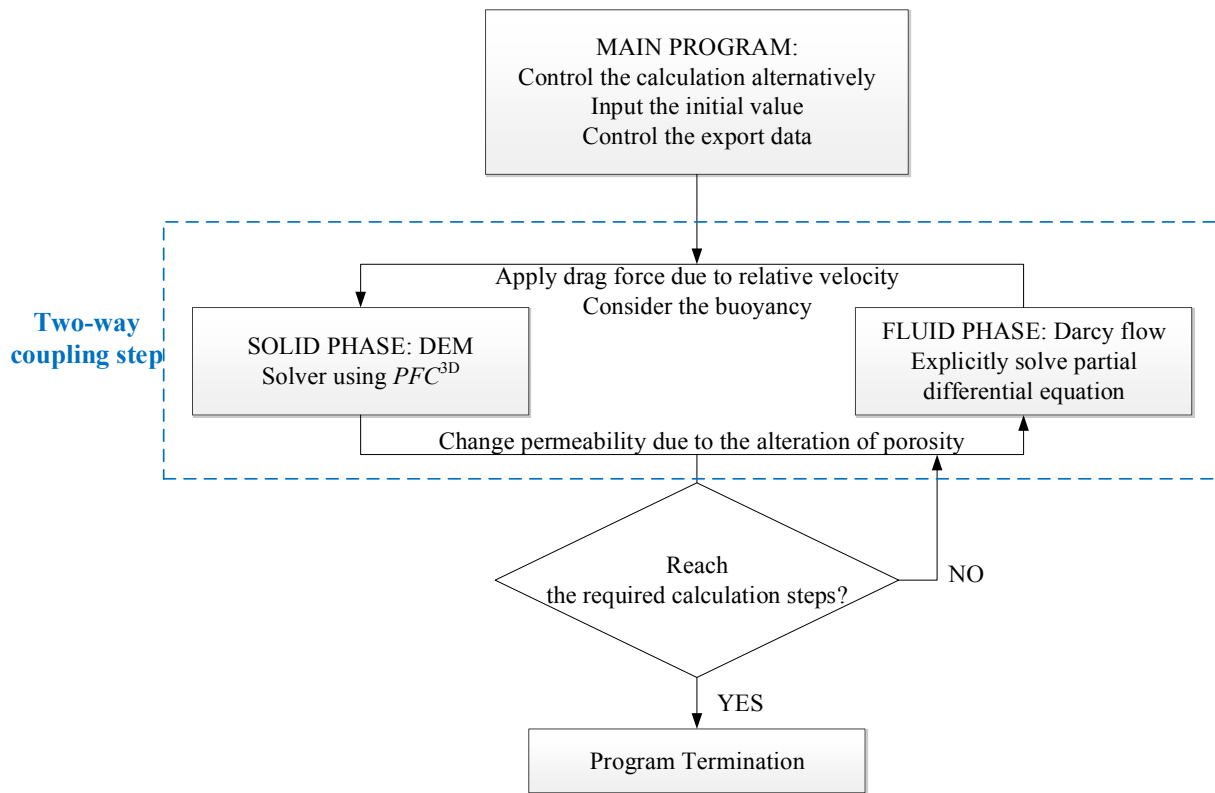 MAIN PROGRAM:
Control the calculation alternatively
Input the initial value
Control the export data
Apply drag force due to relative velocity
Consider the buoyancy
Two-way
coupling step
SOLID PHASE: DEM
Solver using PFC3D
FLUID PHASE: Darcy flow
Explicitly solve partial
differential equation
Change permeability due to the alteration of porosity
Reach
the required calculation steps?
NO
YES
Program Termination